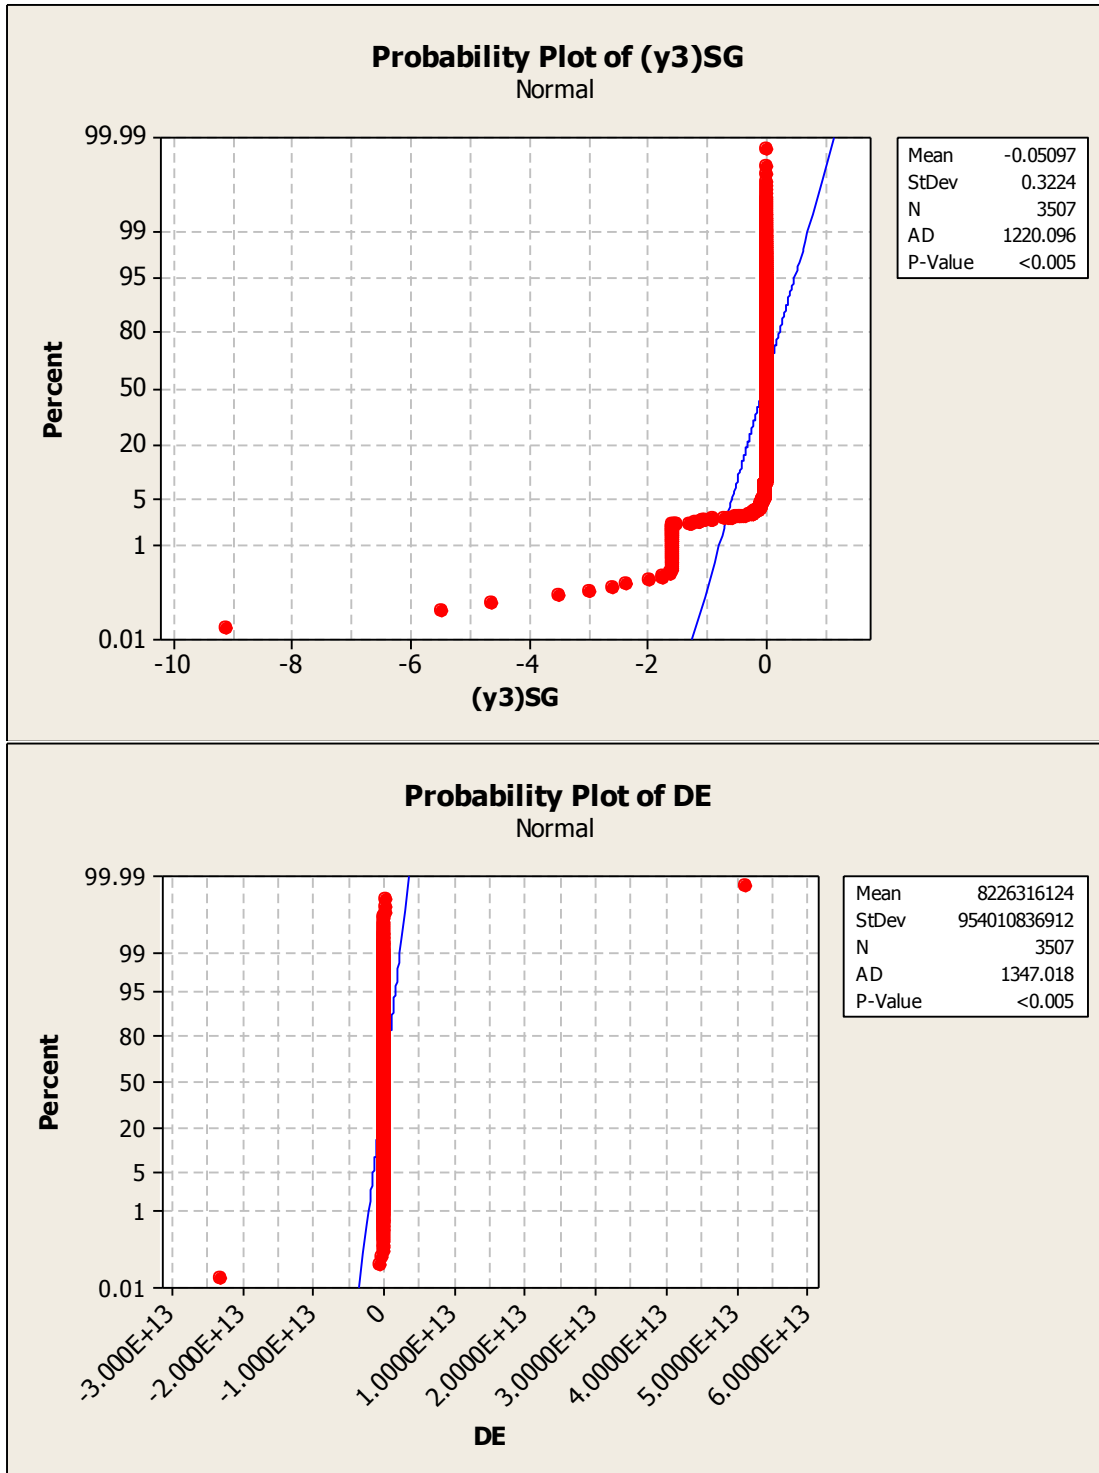 Probability Plot of (y3)SG
Normal
99.99
99
95
80
50
20
5
1
0.01
Percent
-10 -8 -6 -4 -2 0
(y3)SG
Mean -0.05097
StDev 0.3224
N 3507
AD 1220.096
P-Value <0.005
Probability Plot of DE
Normal
99.99
99
95
80
50
20
5
1
0.01
Percent
-3.000E+13 -2.000E+13 -1.000E+13 0 1.0000E+13 2.0000E+13 3.0000E+13 4.0000E+13 5.0000E+13 6.0000E+13
DE
Mean 8226316124
StDev 954010836912
N 3507
AD 1347.018
P-Value <0.005